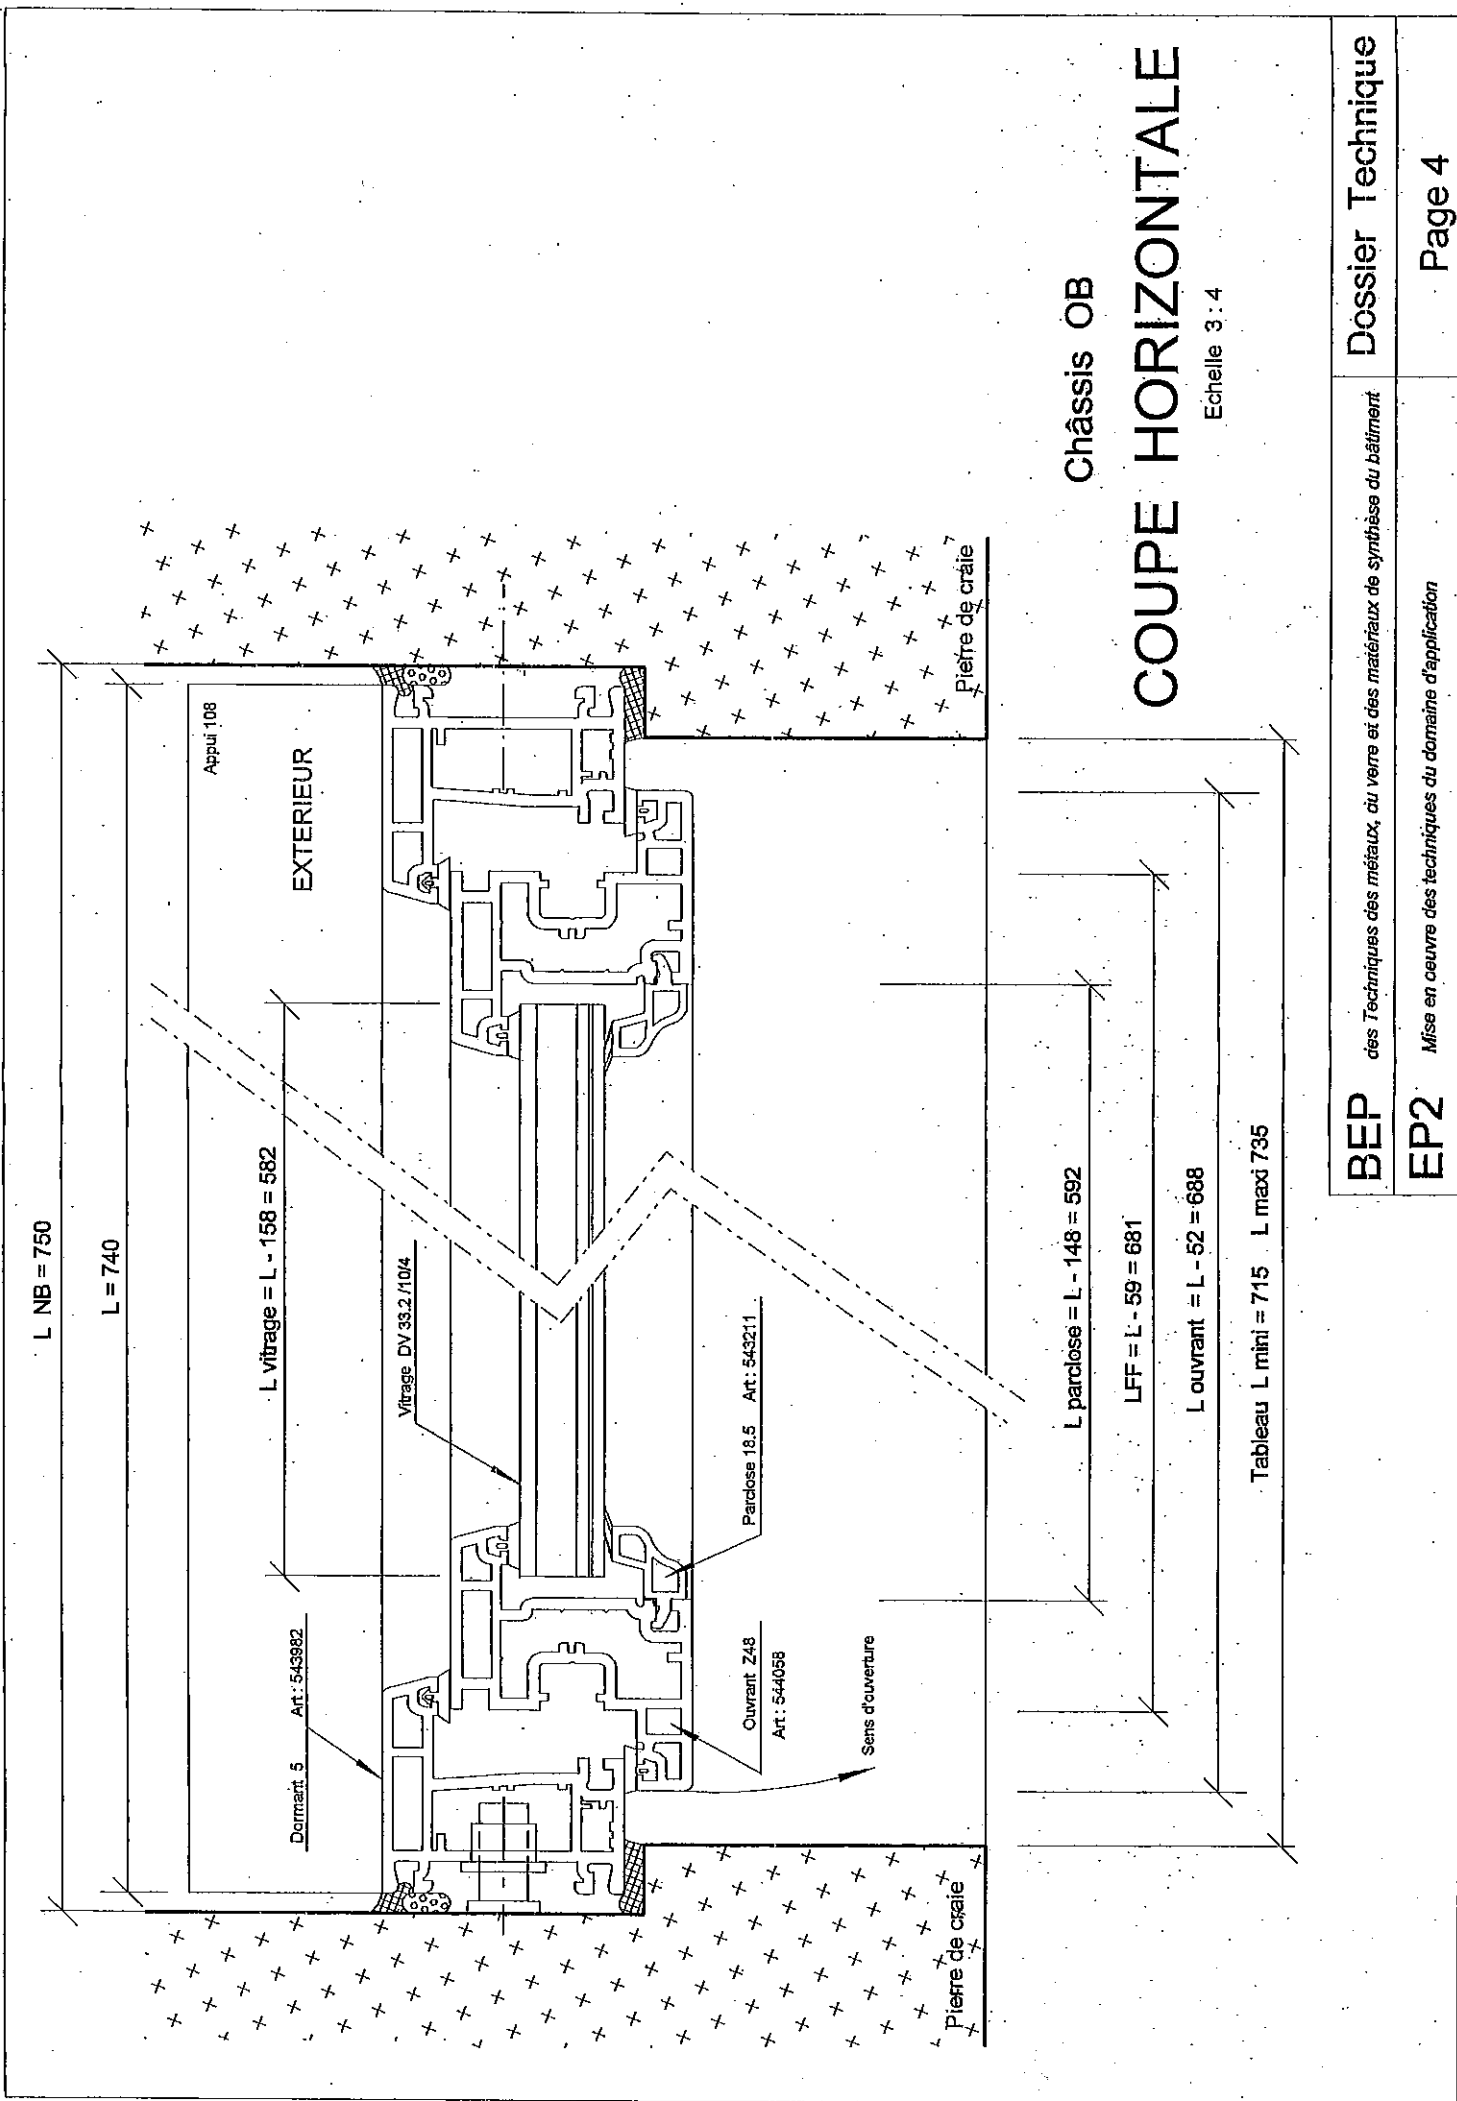 L NB = 750
L = 740
Appui 108
EXTERIEUR
L vitrage = L - 158 = 582
Dormant 5 Art : 543982
Vitrage DV 33.2 /10/4
Parclose 18.5 Art : 543211
Ouvrant Z48
Art : 544058
Sens d'ouverture
Pierre de craie
Pierre de craie
L parclose = L - 148 = 592
LFF = L - 59 = 681
L ouvrant = L - 52 = 688
Tableau L mini = 715 L maxi 735
Châssis OB
COUPE HORIZONTALE
Echelle 3 : 4
BEP des Techniques des métaux, du verre et des matériaux de synthèse du bâtiment
Dossier Technique
EP2 Mise en oeuvre des techniques du domaine d'application
Page 4